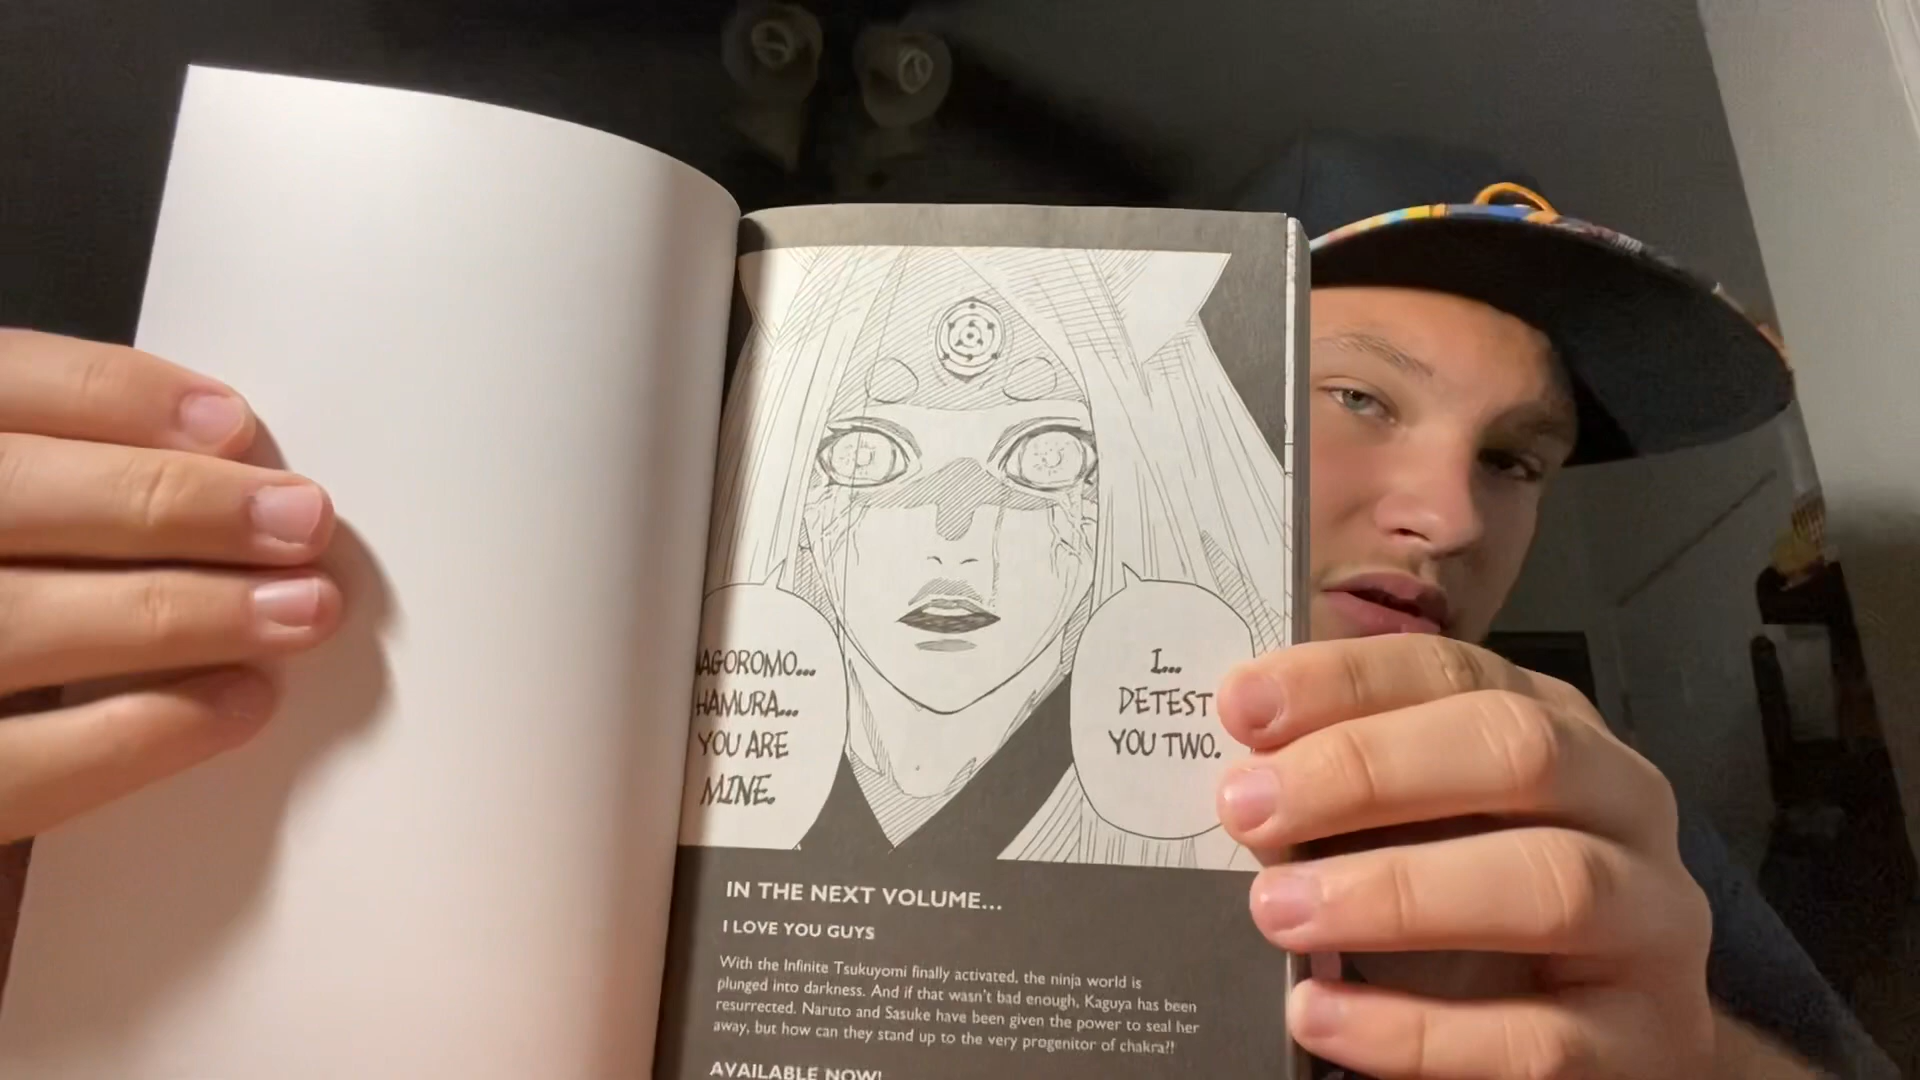 AGOROMO...
HAMURA...
YOU ARE
MINE.
I...
DETEST
YOU TWO.
IN THE NEXT VOLUME...
I LOVE YOU GUYS
With the Infinite Tsukuyomi finally activated, the ninja world is
plunged into darkness. And if that wasn't bad enough, Kaguya has been
resurrected. Naruto and Sasuke have been given the power to seal her
away, but how can they stand up to the very progenitor of chakra?!
AVAILABLE NOW!